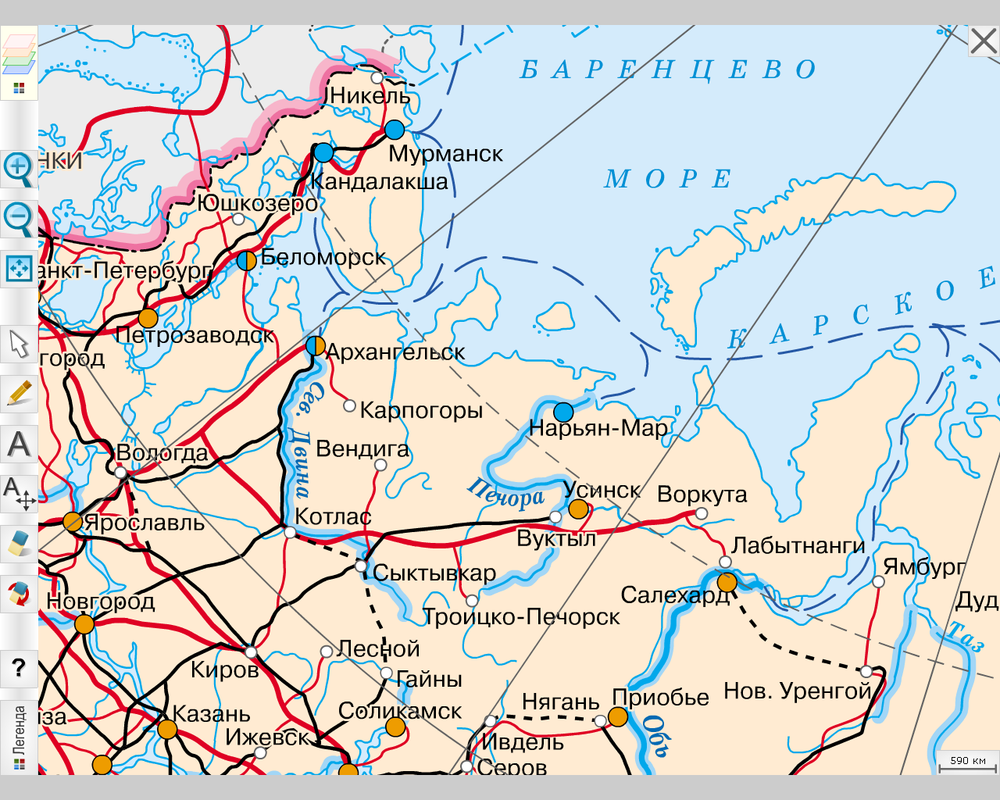 БАРЕНЦЕВО
Никель
Мурманск
НКИ
МОРЕ
Кандалакша
Юшкозеро
Беломорск
анкт-Петербург
КАРСКОЕ
Петрозаводск
Архангельск
город
Сев. Двина
Карпогоры
Нарьян-Мар
Вологда
Вендига
Печора
Усинск
Воркута
Ярославль
Котлас
Вуктыл
Лабытнанги
Сыктывкар
Ямбург
Новгород
Салехард
Дуд
Троицко-Печорск
Таз
Лесной
Киров
Гайны
Нов. Уренгой
Нягань
Приобье
Соликамск
Казань
за
Ижевск
Ивдель
Обь
Серов
590 км
A
A
?
Легенда